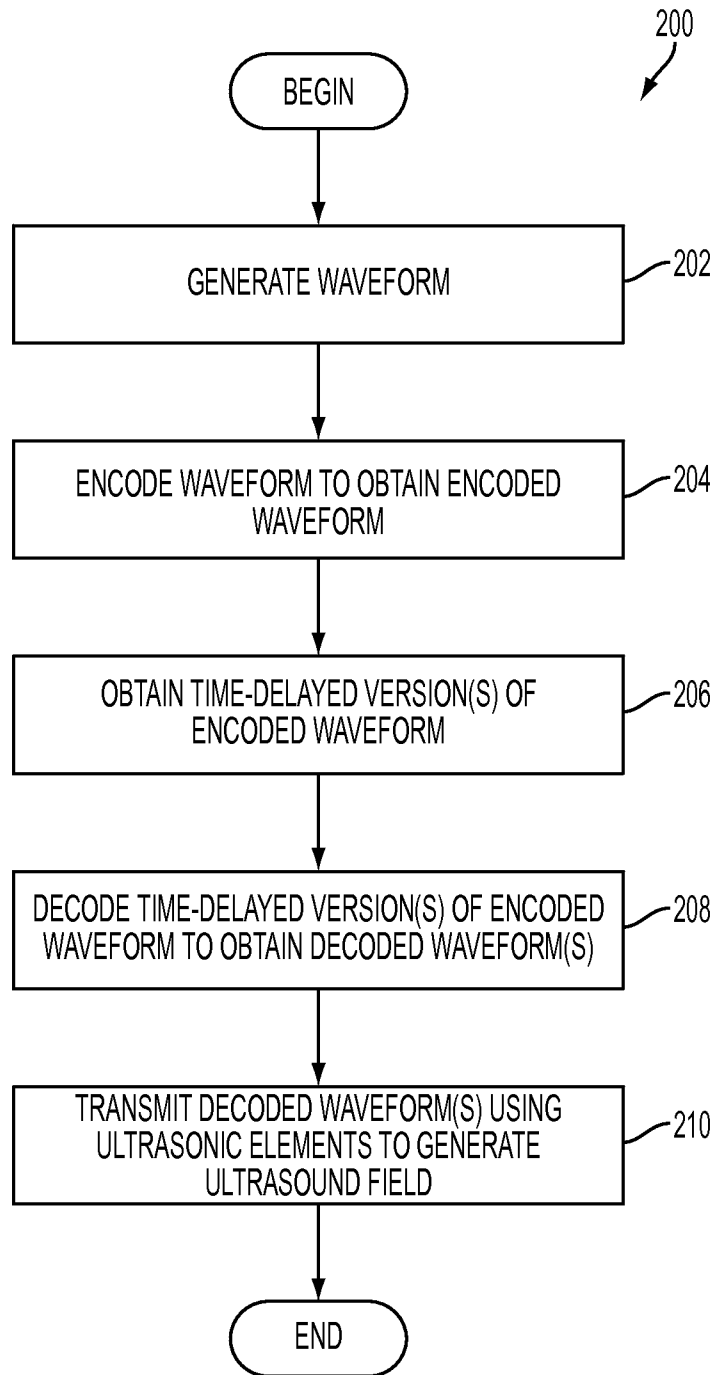 200
BEGIN
GENERATE WAVEFORM
202
ENCODE WAVEFORM TO OBTAIN ENCODED
WAVEFORM
204
OBTAIN TIME-DELAYED VERSION(S) OF
ENCODED WAVEFORM
206
DECODE TIME-DELAYED VERSION(S) OF ENCODED
WAVEFORM TO OBTAIN DECODED WAVEFORM(S)
208
TRANSMIT DECODED WAVEFORM(S) USING
ULTRASONIC ELEMENTS TO GENERATE
ULTRASOUND FIELD
210
END